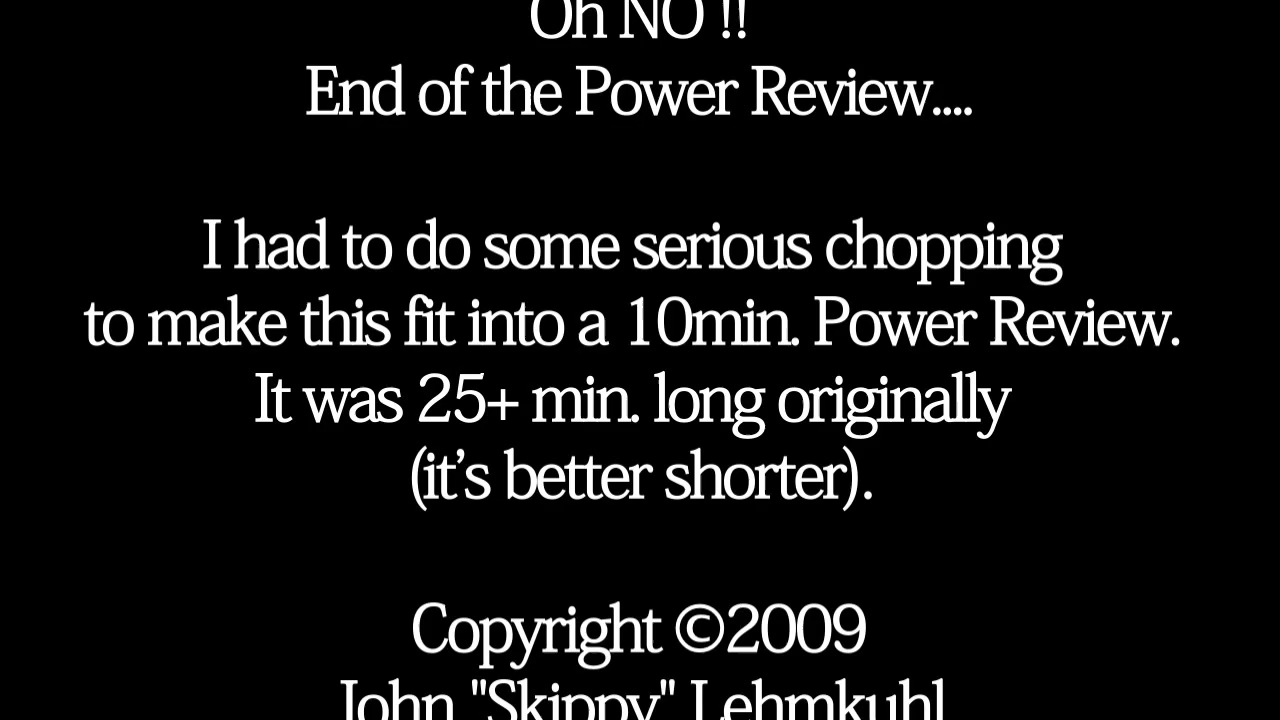 Oh NO !!
End of the Power Review....
I had to do some serious chopping
to make this fit into a 10min. Power Review.
It was 25+ min. long originally
(it’s better shorter).
Copyright ©2009
John "Skippy" Lehmkuhl